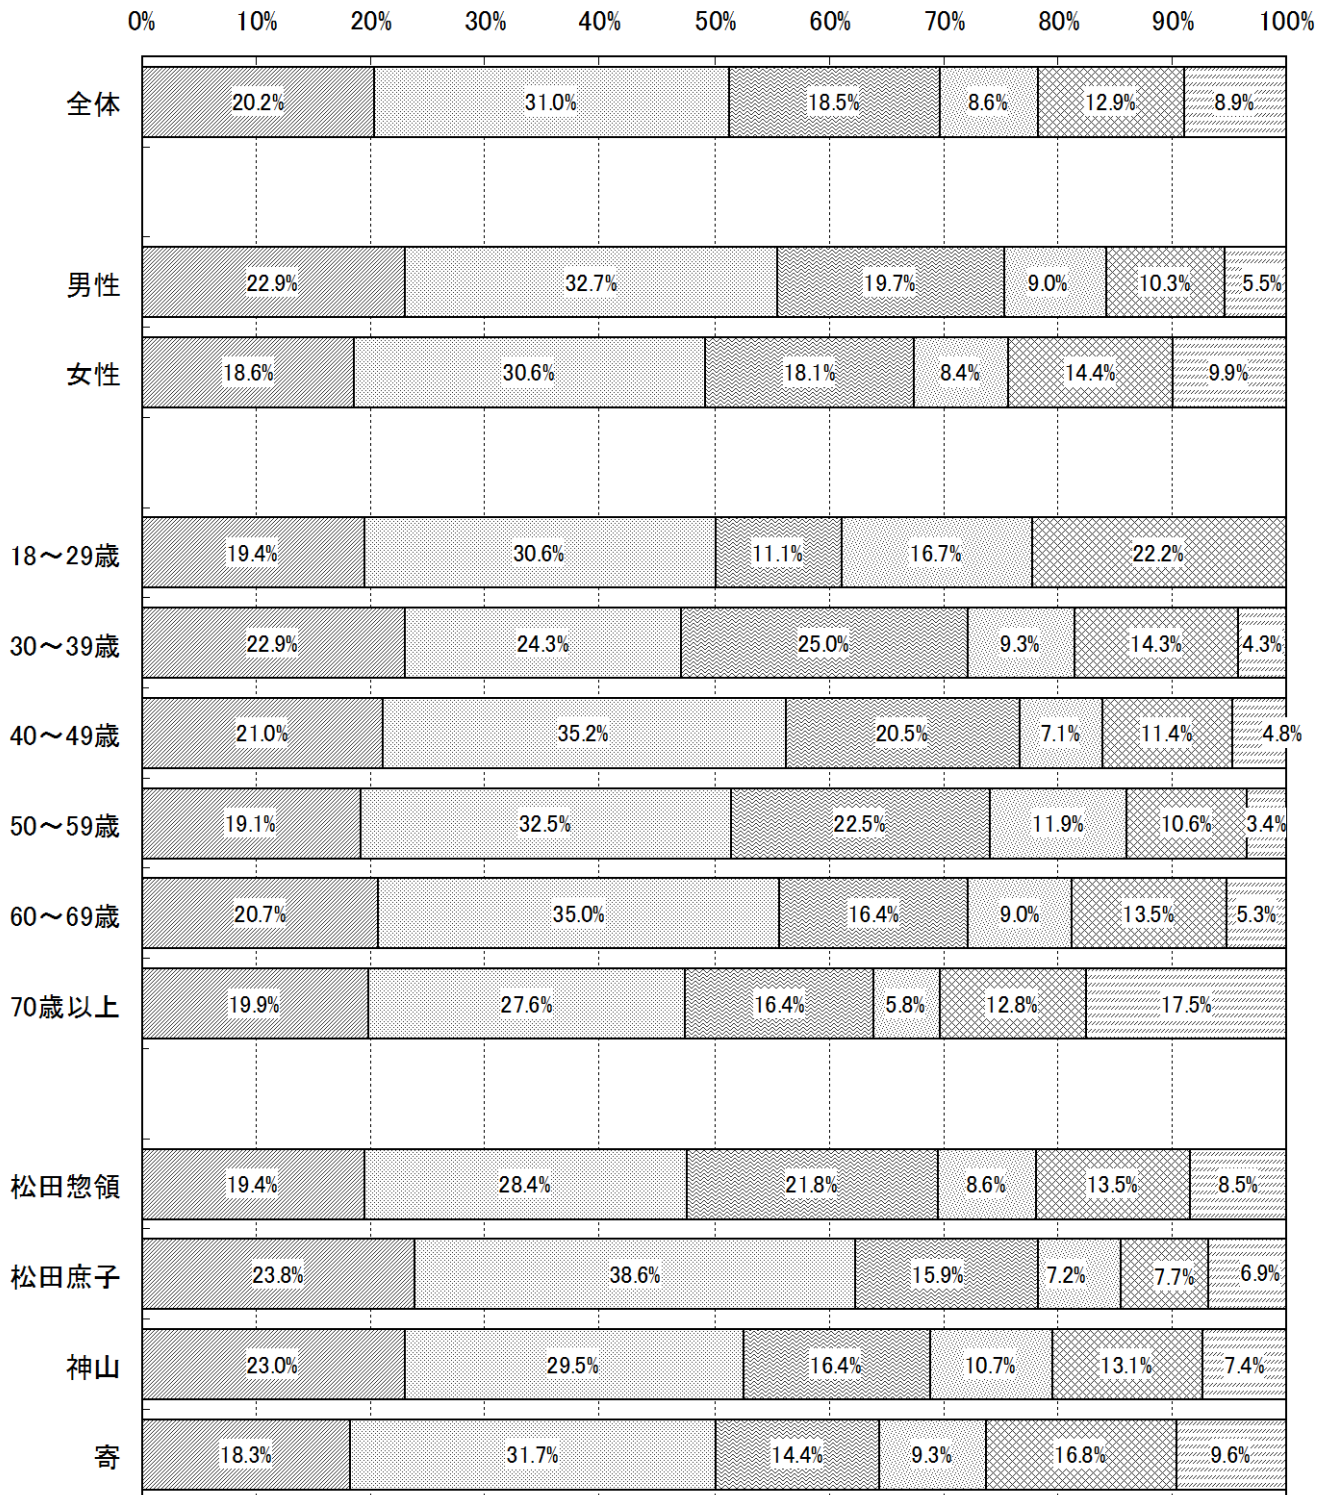 0% 10% 20% 30% 40% 50% 60% 70% 80% 90% 100%
全体 20.2% 31.0% 18.5% 8.6% 12.9% 8.9%
男性 22.9% 32.7% 19.7% 9.0% 10.3% 5.5%
女性 18.6% 30.6% 18.1% 8.4% 14.4% 9.9%
18～29歳 19.4% 30.6% 11.1% 16.7% 22.2%
30～39歳 22.9% 24.3% 25.0% 9.3% 14.3% 4.3%
40～49歳 21.0% 35.2% 20.5% 7.1% 11.4% 4.8%
50～59歳 19.1% 32.5% 22.5% 11.9% 10.6% 3.4%
60～69歳 20.7% 35.0% 16.4% 9.0% 13.5% 5.3%
70歳以上 19.9% 27.6% 16.4% 5.8% 12.8% 17.5%
松田惣領 19.4% 28.4% 21.8% 8.6% 13.5% 8.5%
松田庶子 23.8% 38.6% 15.9% 7.2% 7.7% 6.9%
神山 23.0% 29.5% 16.4% 10.7% 13.1% 7.4%
寄 18.3% 31.7% 14.4% 9.3% 16.8% 9.6%